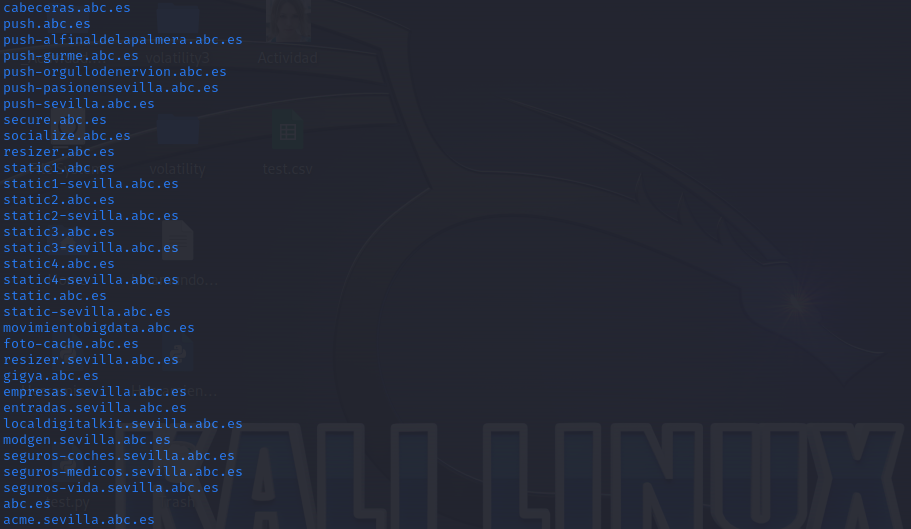 cabeceras.abc.es
push.abc.es
push-alfinaldelapalmera.abc.es
push-gurme.abc.es
volatility3
Actividad
push-orgullodenervion.abc.es
push-pasionensevilla.abc.es
push-sevilla.abc.es
secure.abc.es
socialize.abc.es
resizer.abc.es
static1.abc.es
volatility
test.csv
static1-sevilla.abc.es
static2.abc.es
static2-sevilla.abc.es
static3.abc.es
static3-sevilla.abc.es
static4.abc.es
static4-sevilla.abc.es
static.abc.es
static-sevilla.abc.es
movimientobigdata.abc.es
foto-cache.abc.es
resizer.sevilla.abc.es
gigya.abc.es
empresas.sevilla.abc.es
entradas.sevilla.abc.es
localdigitalkit.sevilla.abc.es
modgen.sevilla.abc.es
seguros-coches.sevilla.abc.es
seguros-medicos.sevilla.abc.es
seguros-vida.sevilla.abc.es
KALI LINUX
abc.es
acme.sevilla.abc.es